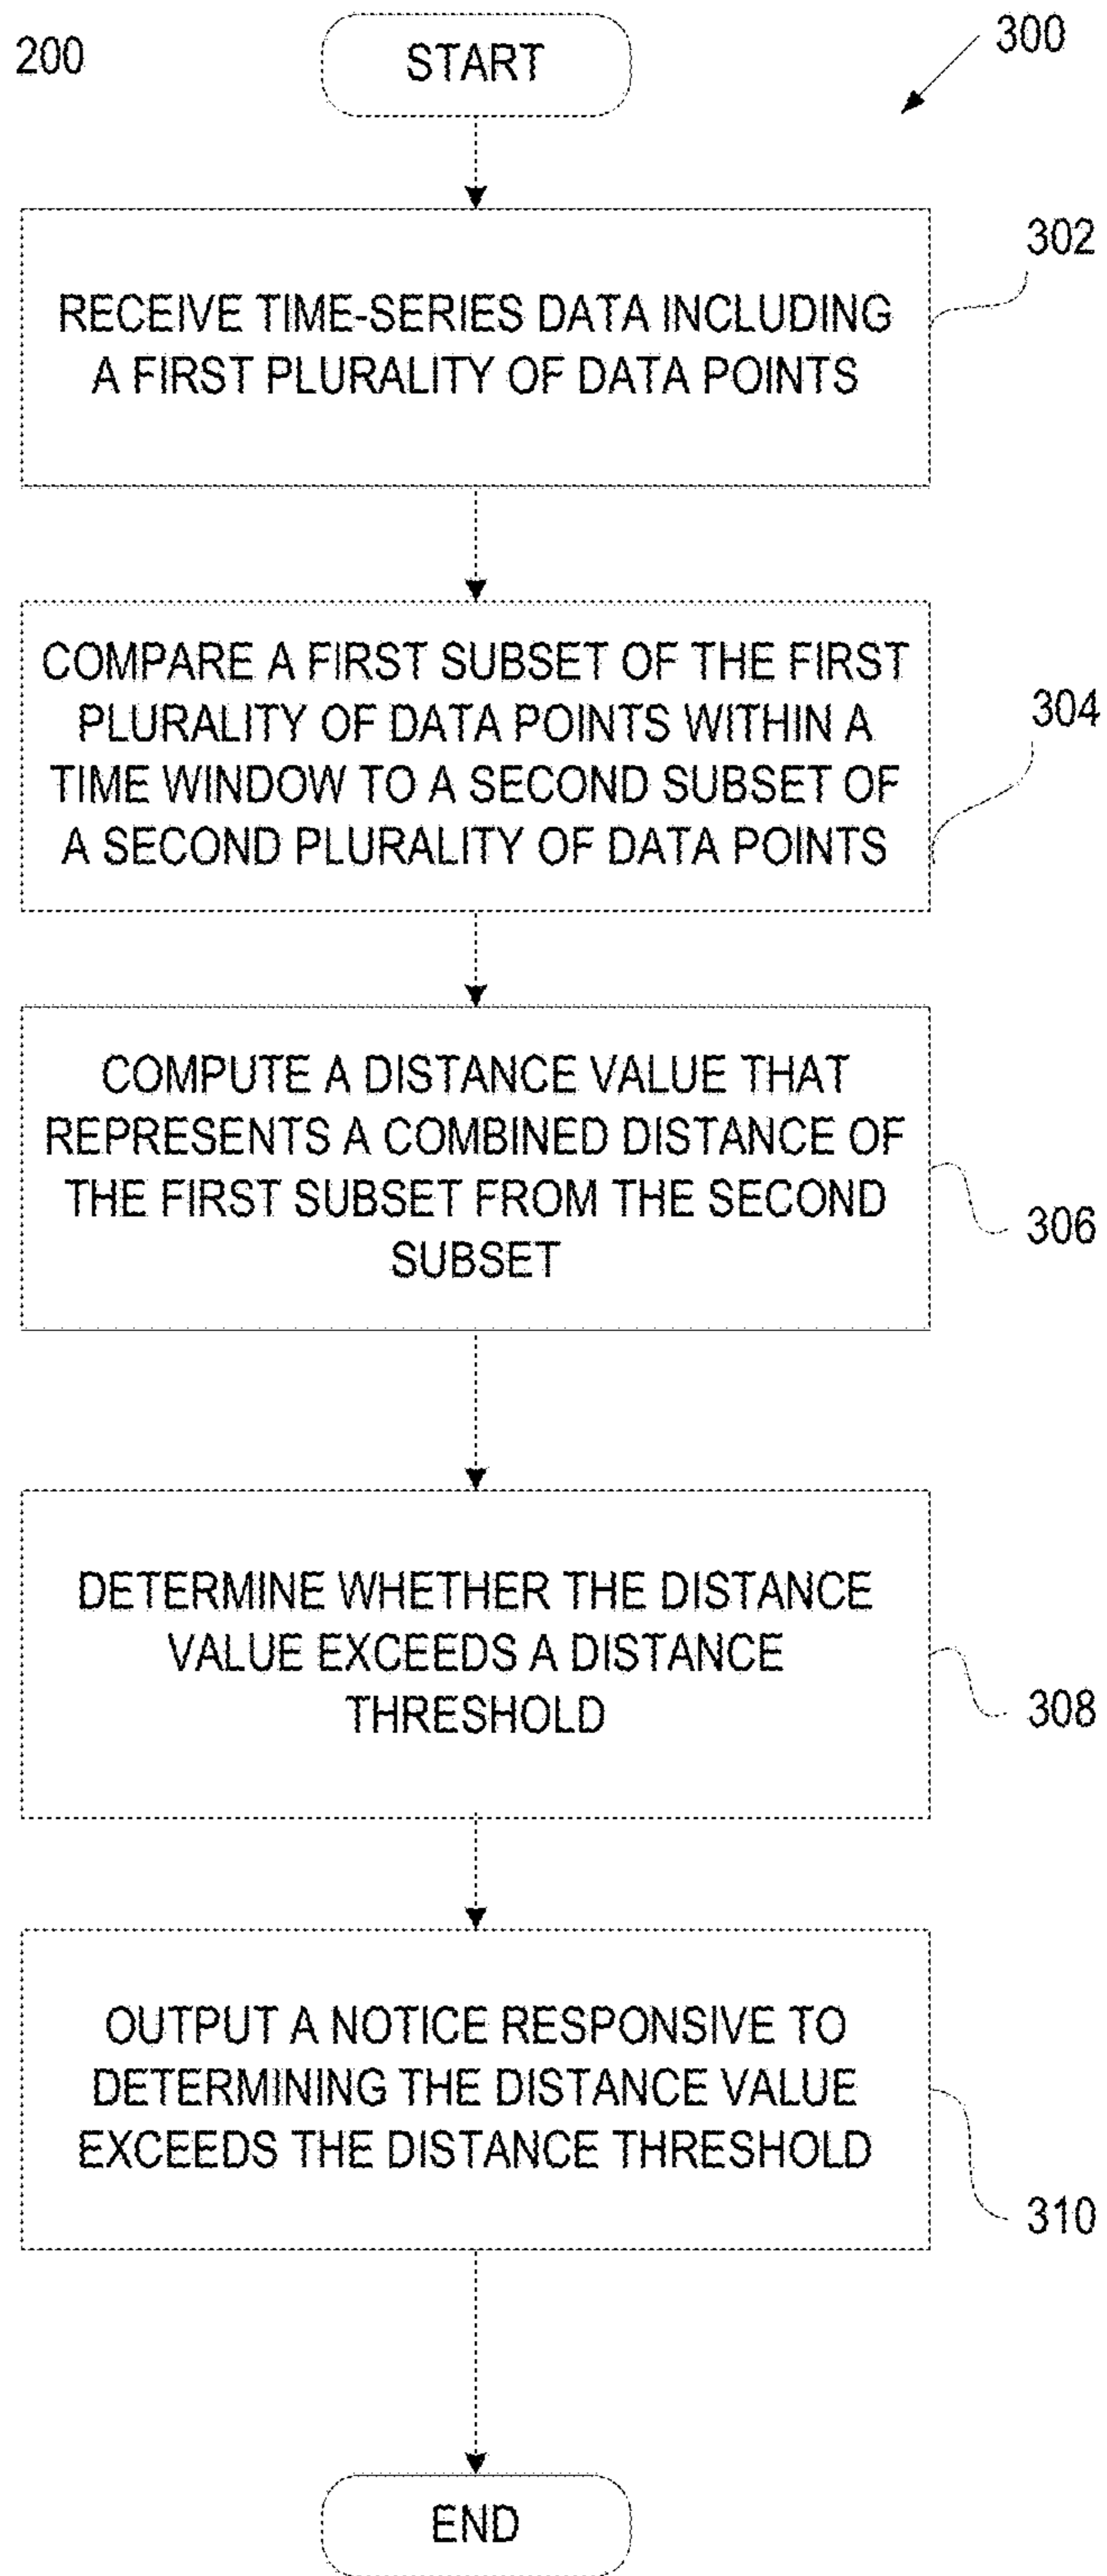 200
START
300
RECEIVE TIME-SERIES DATA INCLUDING
A FIRST PLURALITY OF DATA POINTS
302
COMPARE A FIRST SUBSET OF THE FIRST
PLURALITY OF DATA POINTS WITHIN A
TIME WINDOW TO A SECOND SUBSET OF
A SECOND PLURALITY OF DATA POINTS
304
COMPUTE A DISTANCE VALUE THAT
REPRESENTS A COMBINED DISTANCE OF
THE FIRST SUBSET FROM THE SECOND
SUBSET
306
DETERMINE WHETHER THE DISTANCE
VALUE EXCEEDS A DISTANCE
THRESHOLD
308
OUTPUT A NOTICE RESPONSIVE TO
DETERMINING THE DISTANCE VALUE
EXCEEDS THE DISTANCE THRESHOLD
310
END